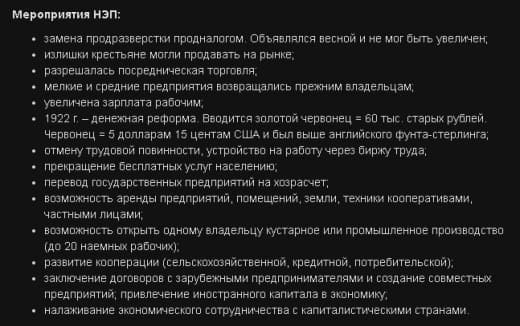 Мероприятия НЭП:
• замена продразверстки продналогом. Объявлялся весной и не мог быть увеличен;
• излишки крестьяне могли продавать на рынке;
• разрешалась посредническая торговля;
• мелкие и средние предприятия возвращались прежним владельцам;
• увеличена зарплата рабочим;
• 1922 г. – денежная реформа. Вводится золотой червонец = 60 тыс. старых рублей.
Червонец = 5 долларам 15 центам США и был выше английского фунта-стерлинга;
• отмену трудовой повинности, устройство на работу через биржу труда;
• прекращение бесплатных услуг населению;
• перевод государственных предприятий на хозрасчет;
• возможность аренды предприятий, помещений, земли, техники кооперативами,
частными лицами;
• возможность открыть одному владельцу кустарное или промышленное производство
(до 20 наемных рабочих);
• развитие кооперации (сельскохозяйственной, кредитной, потребительской);
• заключение договоров с зарубежными предпринимателями и создание совместных
предприятий; привлечение иностранного капитала в экономику;
• налаживание экономического сотрудничества с капиталистическими странами.